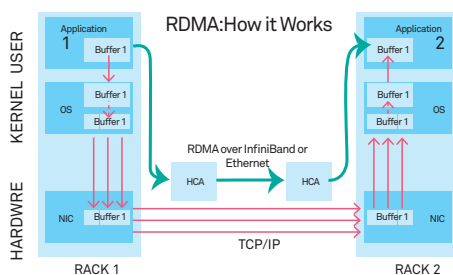 RDMA:How it Works
USER
KERNEL
HARDWRE
Application
1
Buffer 1
OS
Buffer 1
Buffer 1
NIC
Buffer 1
RACK 1
RDMA over InfiniBand or
Ethernet
HCA
HCA
TCP/IP
Application
2
Buffer 1
Buffer 1
OS
Buffer 1
Buffer 1
NIC
RACK 2